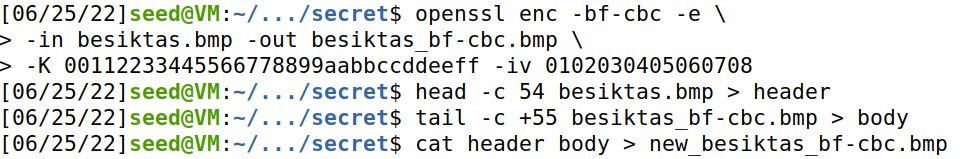 [06/25/22]seed@VM:~/.../secret$ openssl enc -bf-cbc -e \
> -in besiktas.bmp -out besiktas_bf-cbc.bmp \
> -K 00112233445566778899aabbccddeeff -iv 0102030405060708
[06/25/22]seed@VM:~/.../secret$ head -c 54 besiktas.bmp > header
[06/25/22]seed@VM:~/.../secret$ tail -c +55 besiktas_bf-cbc.bmp > body
[06/25/22]seed@VM:~/.../secret$ cat header body > new_besiktas_bf-cbc.bmp